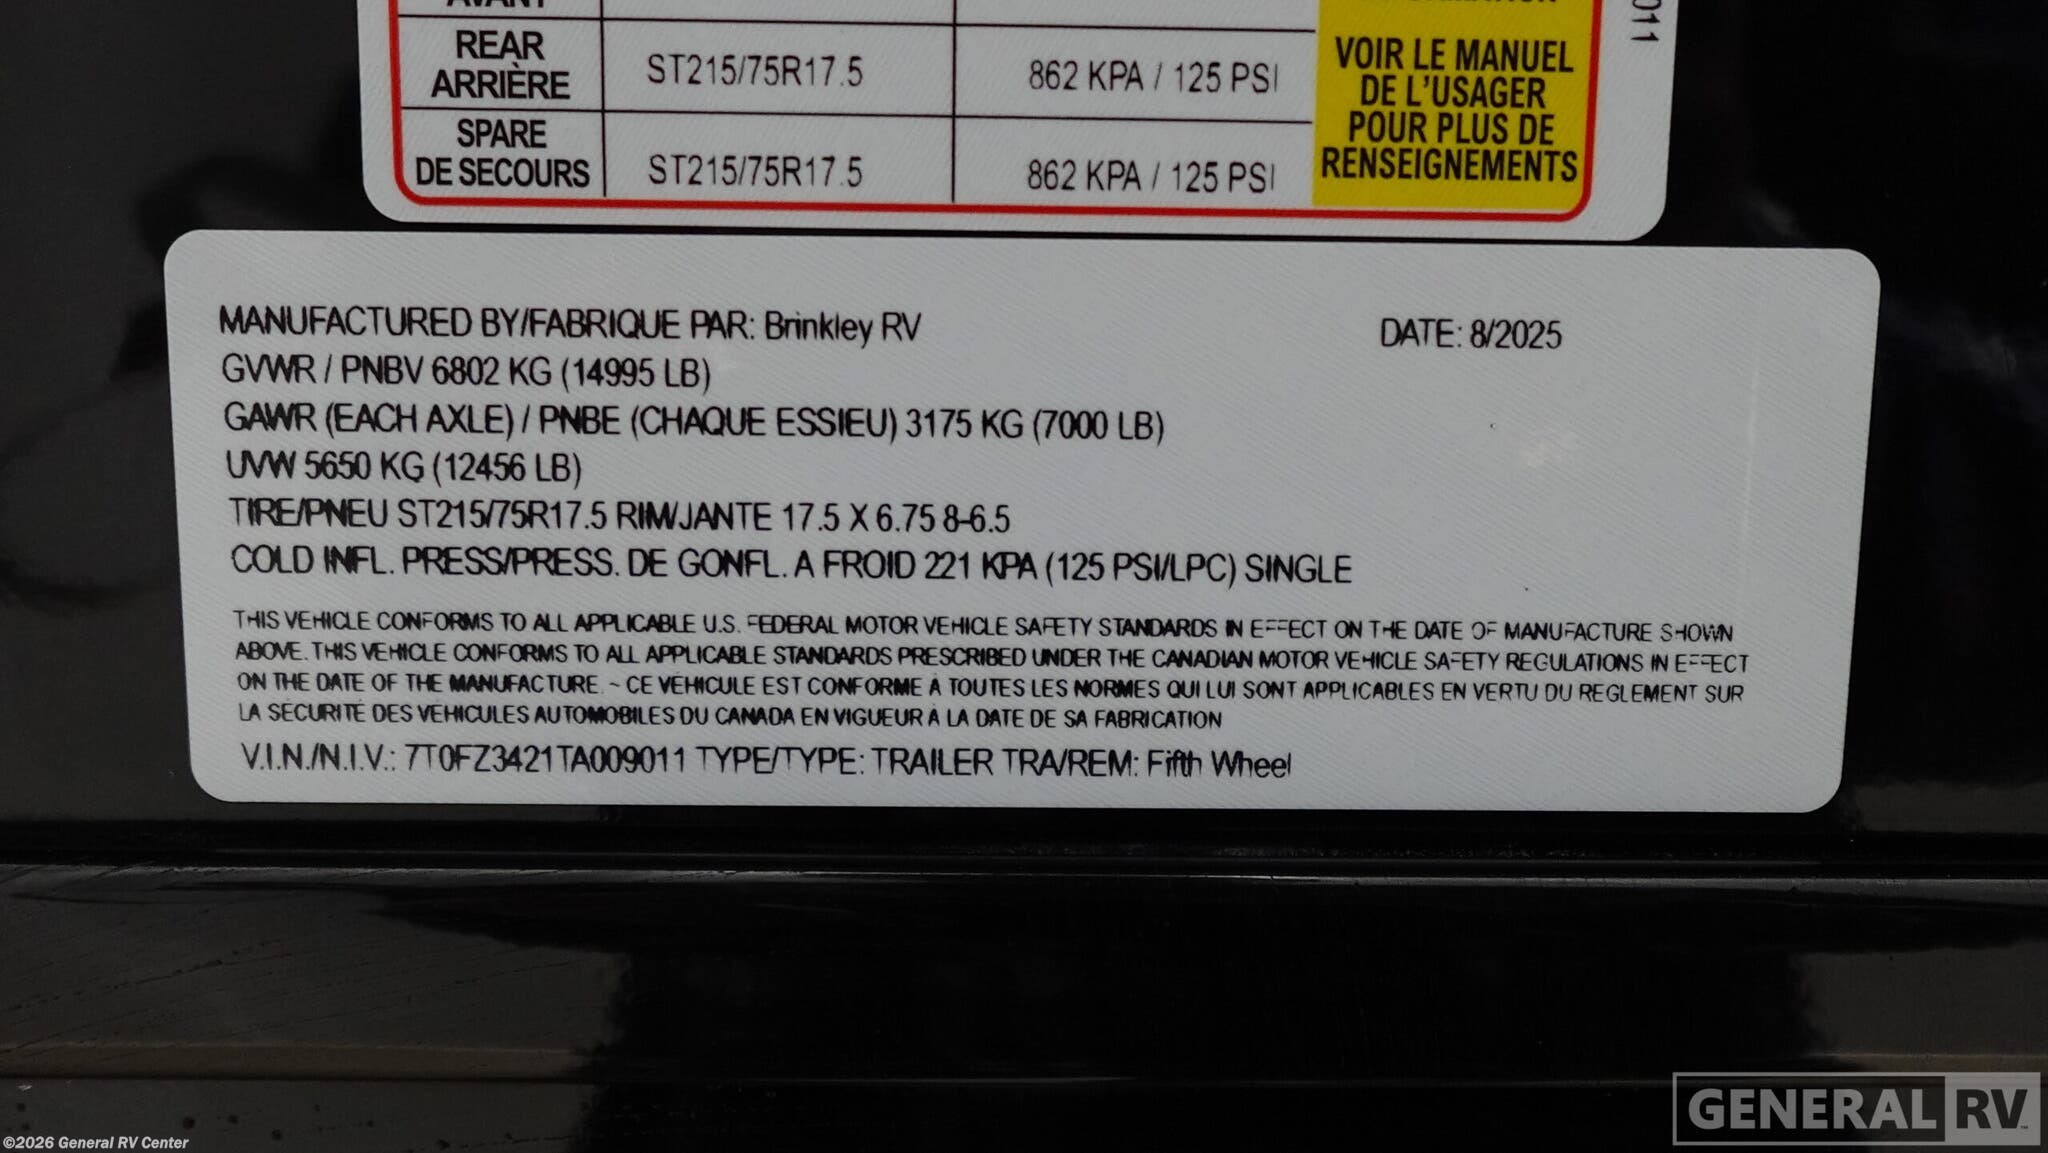 AVANT
REAR
ARRIÈRE
ST215/75R17.5
862 KPA / 125 PSI
SPARE
DE SECOURS
ST215/75R17.5
862 KPA / 125 PSI
VOIR LE MANUEL
DE L'USAGER
POUR PLUS DE
RENSEIGNEMENTS
011
MANUFACTURED BY/FABRIQUE PAR: Brinkley RV
DATE: 8/2025
GVWR / PNBV 6802 KG (14995 LB)
GAWR (EACH AXLE) / PNBE (CHAQUE ESSIEU) 3175 KG (7000 LB)
UVW 5650 KG (12456 LB)
TIRE/PNEU ST215/75R17.5 RIM/JANTE 17.5 X 6.75 8-6.5
COLD INFL. PRESS/PRESS. DE GONFL. A FROID 221 KPA (125 PSI/LPC) SINGLE
THIS VEHICLE CONFORMS TO ALL APPLICABLE U.S. FEDERAL MOTOR VEHICLE SAFETY STANDARDS IN EFFECT ON THE DATE OF MANUFACTURE SHOWN
ABOVE. THIS VEHICLE CONFORMS TO ALL APPLICABLE STANDARDS PRESCRIBED UNDER THE CANADIAN MOTOR VEHICLE SAFETY REGULATIONS IN EFFECT
ON THE DATE OF THE MANUFACTURE. ~ CE VÉHICULE EST CONFORME À TOUTES LES NORMES QUI LUI SONT APPLICABLES EN VERTU DU RÈGLEMENT SUR
LA SÉCURITÉ DES VÉHICULES AUTOMOBILES DU CANADA EN VIGUEUR À LA DATE DE SA FABRICATION
V.I.N./N.I.V.: 7T0FZ3421TA009011 TYPE/TYPE: TRAILER TRA/REM: Fifth Wheel
GENERAL RV
©2026 General RV Center